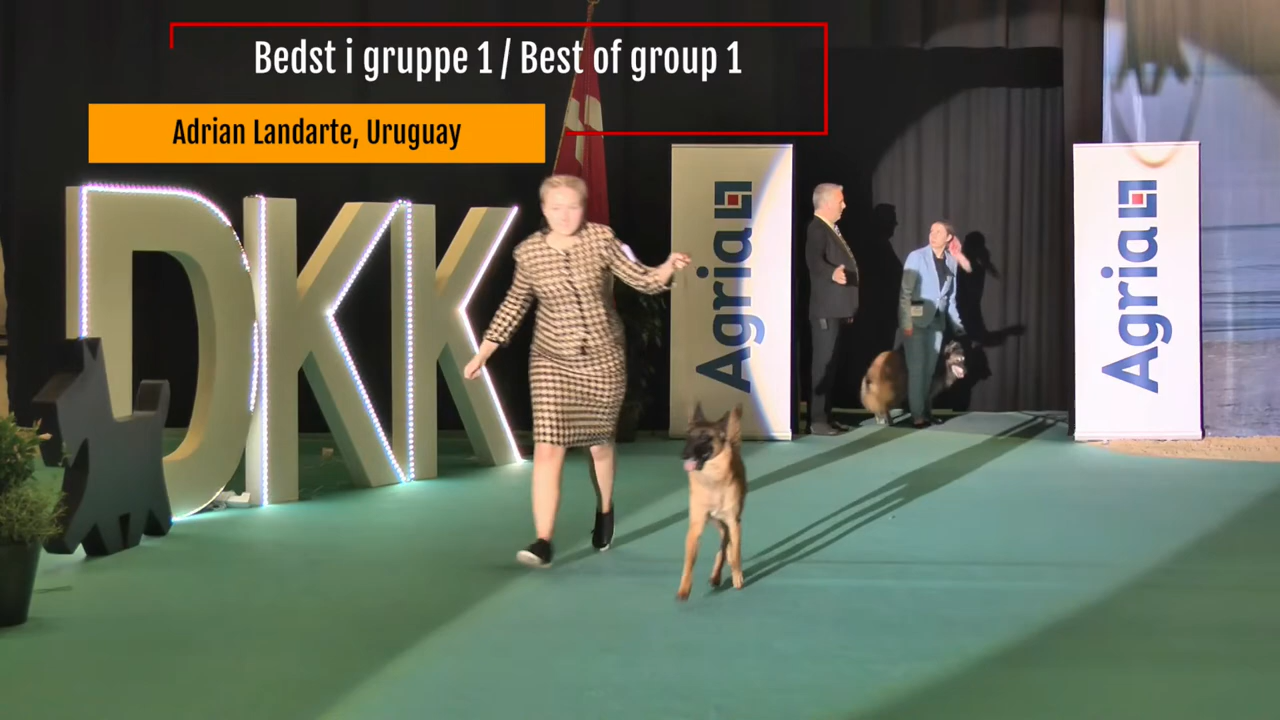 Bedst i gruppe 1 / Best of group 1
Adrian Landarte, Uruguay
DKK
Agria
Agria